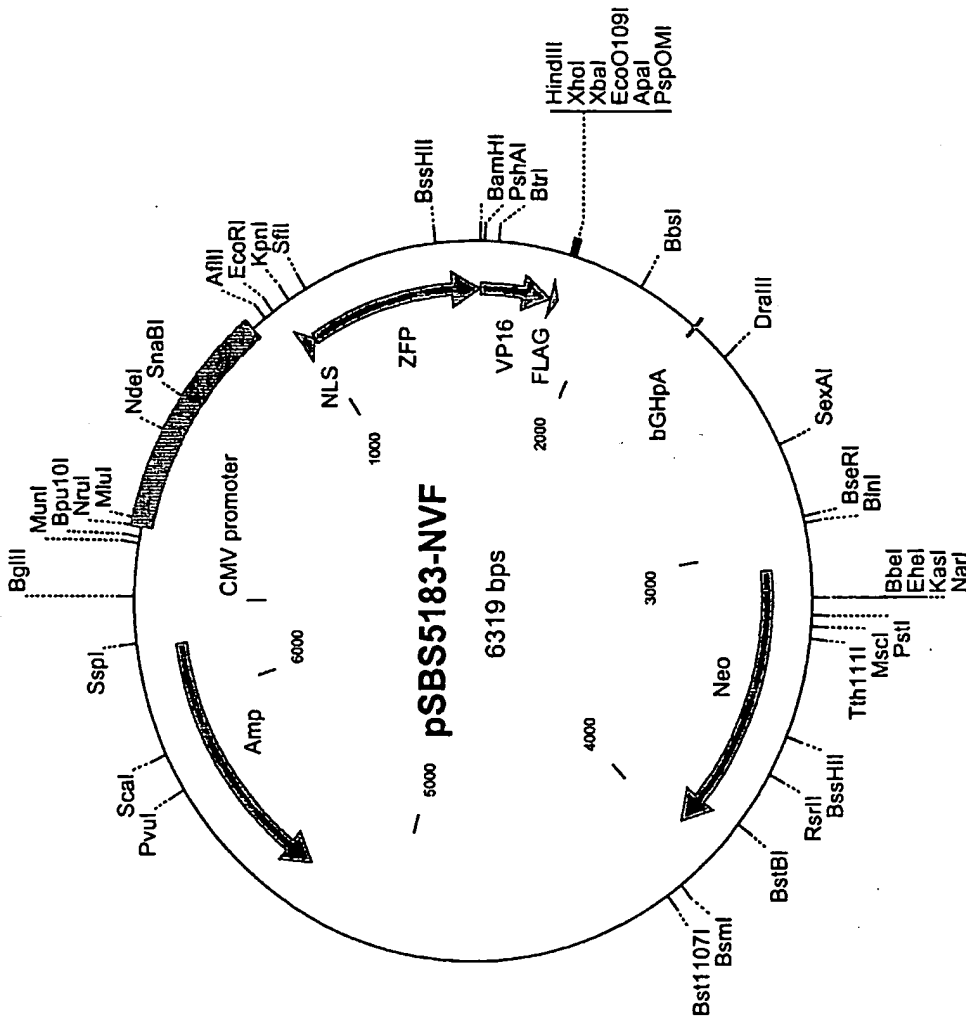 pSBS5183-NVF
6319 bps
BglII
MunI
Bpu10I
NruI
MluI
NdeI
SnaBI
AflII
EcoRI
KpnI
SfiI
BssHII
BamHI
PshAI
BtrI
HindIII
XhoI
XbaI
EcoO109I
ApaI
PspOMI
BbsI
DraIII
SexAI
BseRI
BlnI
BbeI
EheI
KasI
NarI
PstI
MscI
Tth111I
BssHII
RsrII
BstBI
BsmI
Bst1107I
PvuI
ScaI
SspI
CMV promoter
NLS
ZFP
VP16
FLAG
bGHpA
Neo
Amp
1000
2000
3000
4000
5000
6000